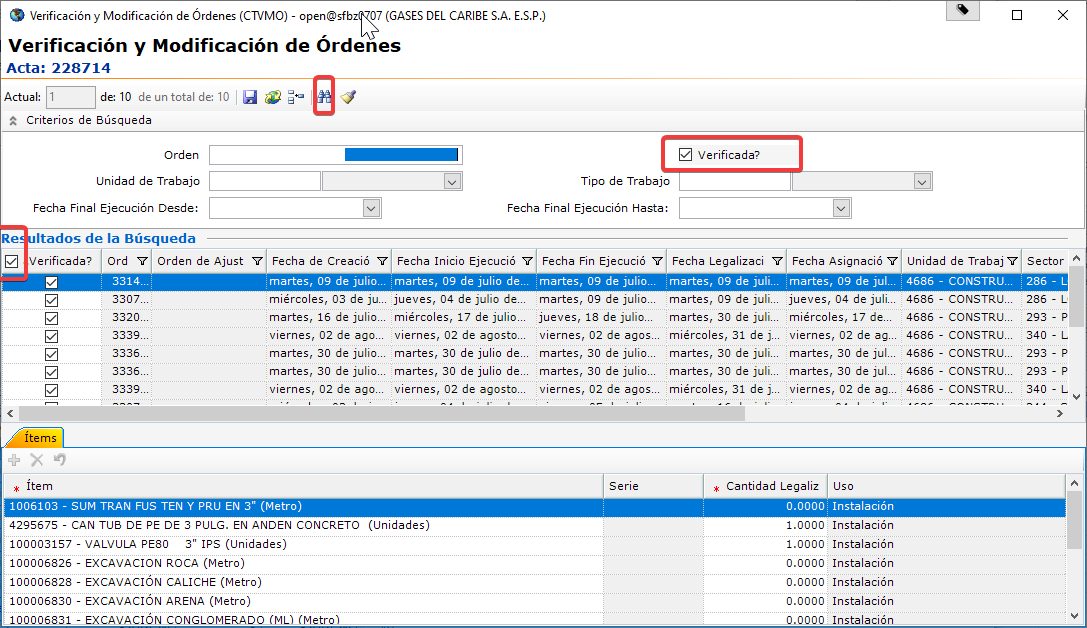 Verificación y Modificación de Órdenes (CTVMO) - open@sfbz0707 (GASES DEL CARIBE S.A. E.S.P.)
Verificación y Modificación de Órdenes
Acta: 228714
Actual: 1 de: 10 de un total de: 10
Criterios de Búsqueda
Orden Verificada?
Unidad de Trabajo Tipo de Trabajo
Fecha Final Ejecución Desde: Fecha Final Ejecución Hasta:
Resultados de la Búsqueda
Verificada? Ord Orden de Ajust Fecha de Creació Fecha Inicio Ejecució Fecha Fin Ejecució Fecha Legalizaci Fecha Asignació Unidad de Trabaj Sector
3314... martes, 09 de julio... martes, 09 de julio de... martes, 09 de julio... martes, 09 de juli... martes, 09 de juli... 4686 - CONSTRU... 286 - L
3307... miércoles, 03 de ju... jueves, 04 de julio de... martes, 09 de julio... martes, 09 de juli... jueves, 04 de juli... 4686 - CONSTRU... 286 - L
3320... martes, 16 de julio... miércoles, 17 de julio... jueves, 18 de julio... martes, 30 de juli... miércoles, 17 de... 4686 - CONSTRU... 293 - P
3339... viernes, 02 de ago... viernes, 02 de agosto... viernes, 02 de ago... miércoles, 31 de j... viernes, 02 de ag... 4686 - CONSTRU... 340 - L
3336... martes, 30 de julio... martes, 30 de julio de... martes, 30 de julio... martes, 30 de juli... martes, 30 de juli... 4686 - CONSTRU... 293 - P
3336... martes, 30 de julio... martes, 30 de julio de... martes, 30 de julio... martes, 30 de juli... martes, 30 de juli... 4686 - CONSTRU... 293 - P
3339... viernes, 02 de ago... viernes, 02 de agosto... viernes, 02 de ago... miércoles, 31 de j... viernes, 02 de ag... 4686 - CONSTRU... 340 - L
Ítems
* Ítem Serie * Cantidad Legaliz Uso
1006103 - SUM TRAN FUS TEN Y PRU EN 3" (Metro) 0.0000 Instalación
4295675 - CAN TUB DE PE DE 3 PULG. EN ANDEN CONCRETO (Unidades) 1.0000 Instalación
100003157 - VALVULA PE80 3" IPS (Unidades) 1.0000 Instalación
100006826 - EXCAVACION ROCA (Metro) 0.0000 Instalación
100006828 - EXCAVACIÓN CALICHE (Metro) 0.0000 Instalación
100006830 - EXCAVACIÓN ARENA (Metro) 0.0000 Instalación
100006831 - EXCAVACIÓN CONGLOMERADO (ML) (Metro) 0.0000 Instalación